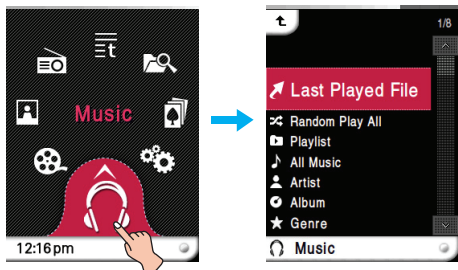 t
Music
12:16pm
1/8
Last Played File
Random Play All
Playlist
All Music
Artist
Album
Genre
Music